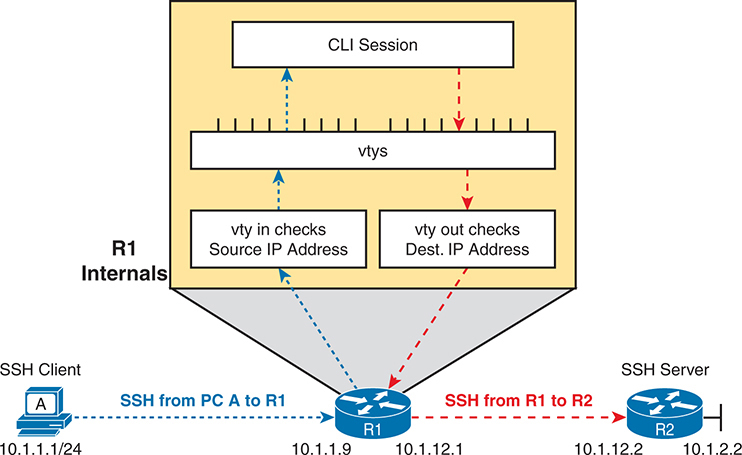 CLI Session
vtys
vty in checks
Source IP Address
vty out checks
Dest. IP Address
R1
Internals
SSH Client
SSH Server
A
SSH from PC A to R1
SSH from R1 to R2
R1
R2
10.1.1.1/24
10.1.1.9
10.1.12.1
10.1.12.2
10.1.2.2